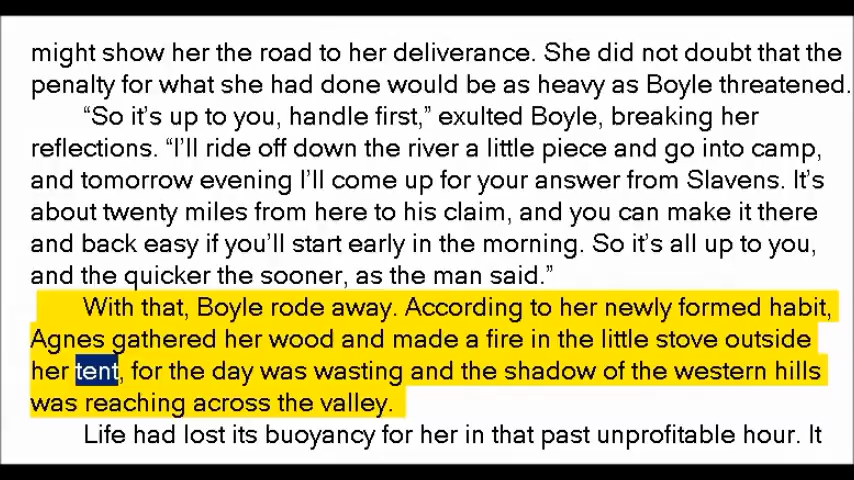 might show her the road to her deliverance. She did not doubt that the
penalty for what she had done would be as heavy as Boyle threatened.
“So it’s up to you, handle first,” exulted Boyle, breaking her
reflections. “I’ll ride off down the river a little piece and go into camp,
and tomorrow evening I’ll come up for your answer from Slavens. It’s
about twenty miles from here to his claim, and you can make it there
and back easy if you’ll start early in the morning. So it’s all up to you,
and the quicker the sooner, as the man said.”
With that, Boyle rode away. According to her newly formed habit,
Agnes gathered her wood and made a fire in the little stove outside
her tent, for the day was wasting and the shadow of the western hills
was reaching across the valley.
Life had lost its buoyancy for her in that past unprofitable hour. It